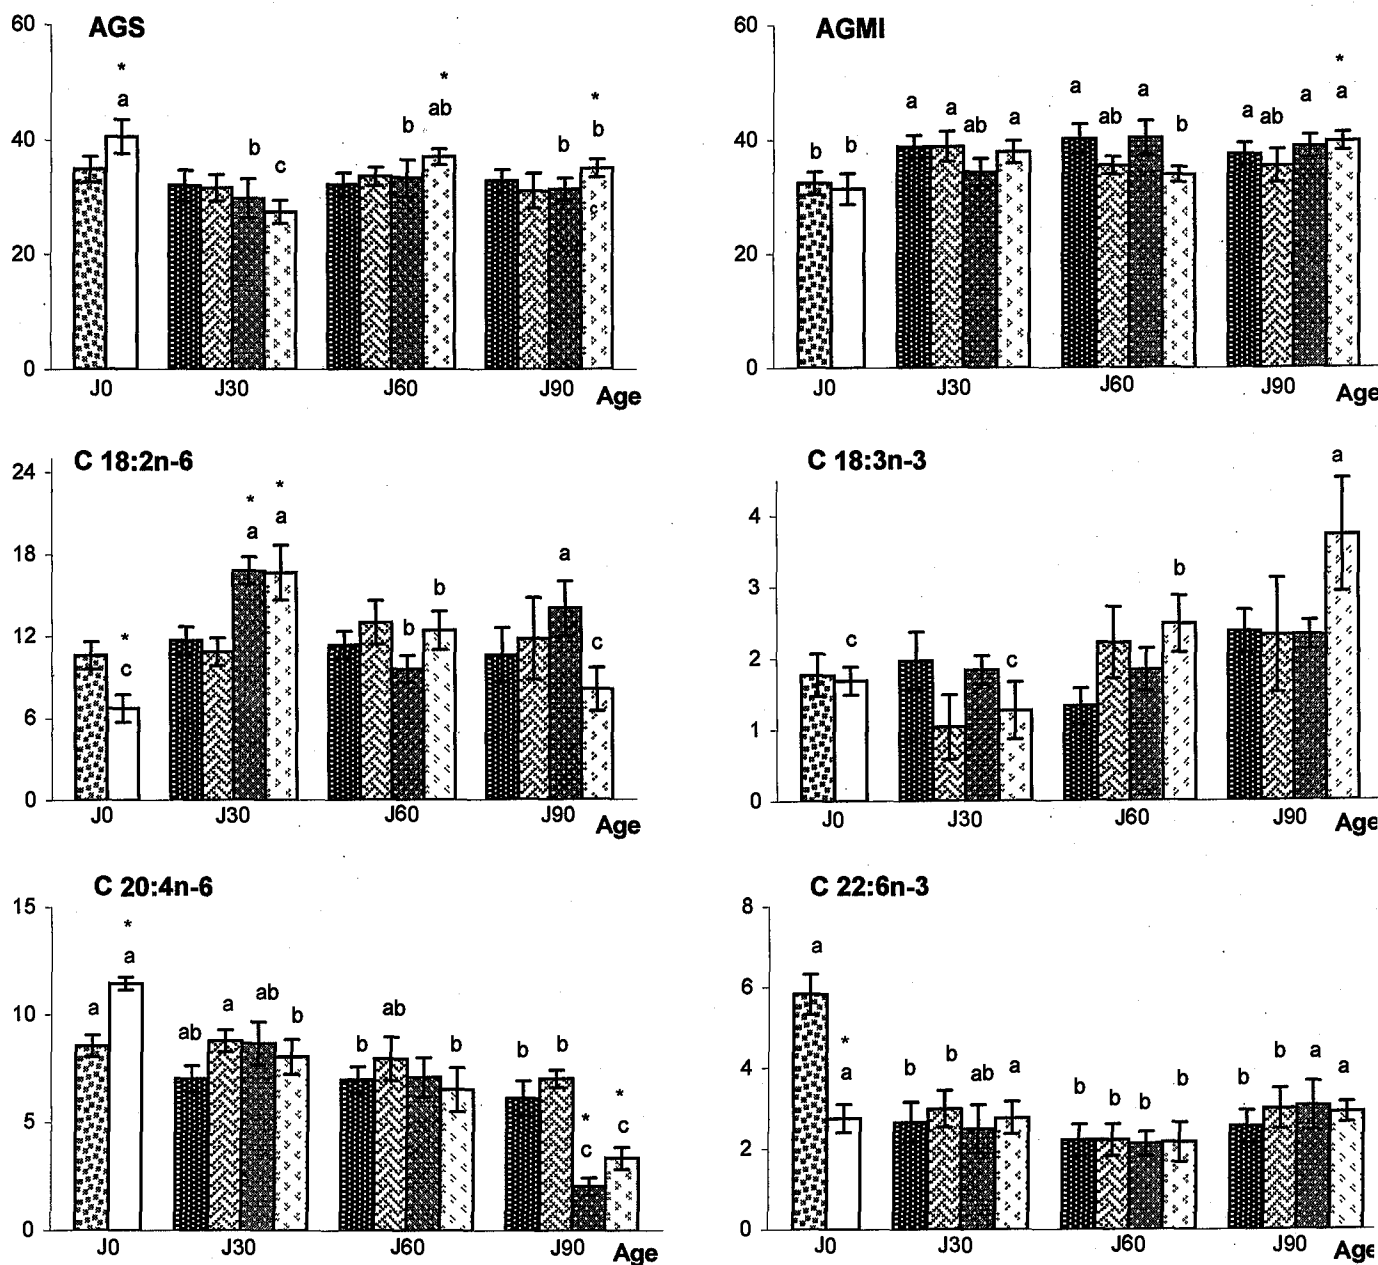 AGS
60
40
20
0
* 
a
b
c
b
*
ab
b
*
b
c
J0 J30 J60 J90 Age
AGMI
60
40
20
0
b b
a a ab a
a ab a b
a ab a
*
a
J0 J30 J60 J90 Age
C 18:2n-6
24
18
12
6
0
*
c
*
a
*
a
b b
a c
J0 J30 J60 J90 Age
C 18:3n-3
4
3
2
1
0
c
c
b
a
J0 J30 J60 J90 Age
C 20:4n-6
15
10
5
0
a
*
a
ab a ab b
b ab b
b b
*
c
*
c
J0 J30 J60 J90 Age
C 22:6n-3
8
6
4
2
0
a
*
a
b b ab a
b b b b
b b a a
J0 J30 J60 J90 Age